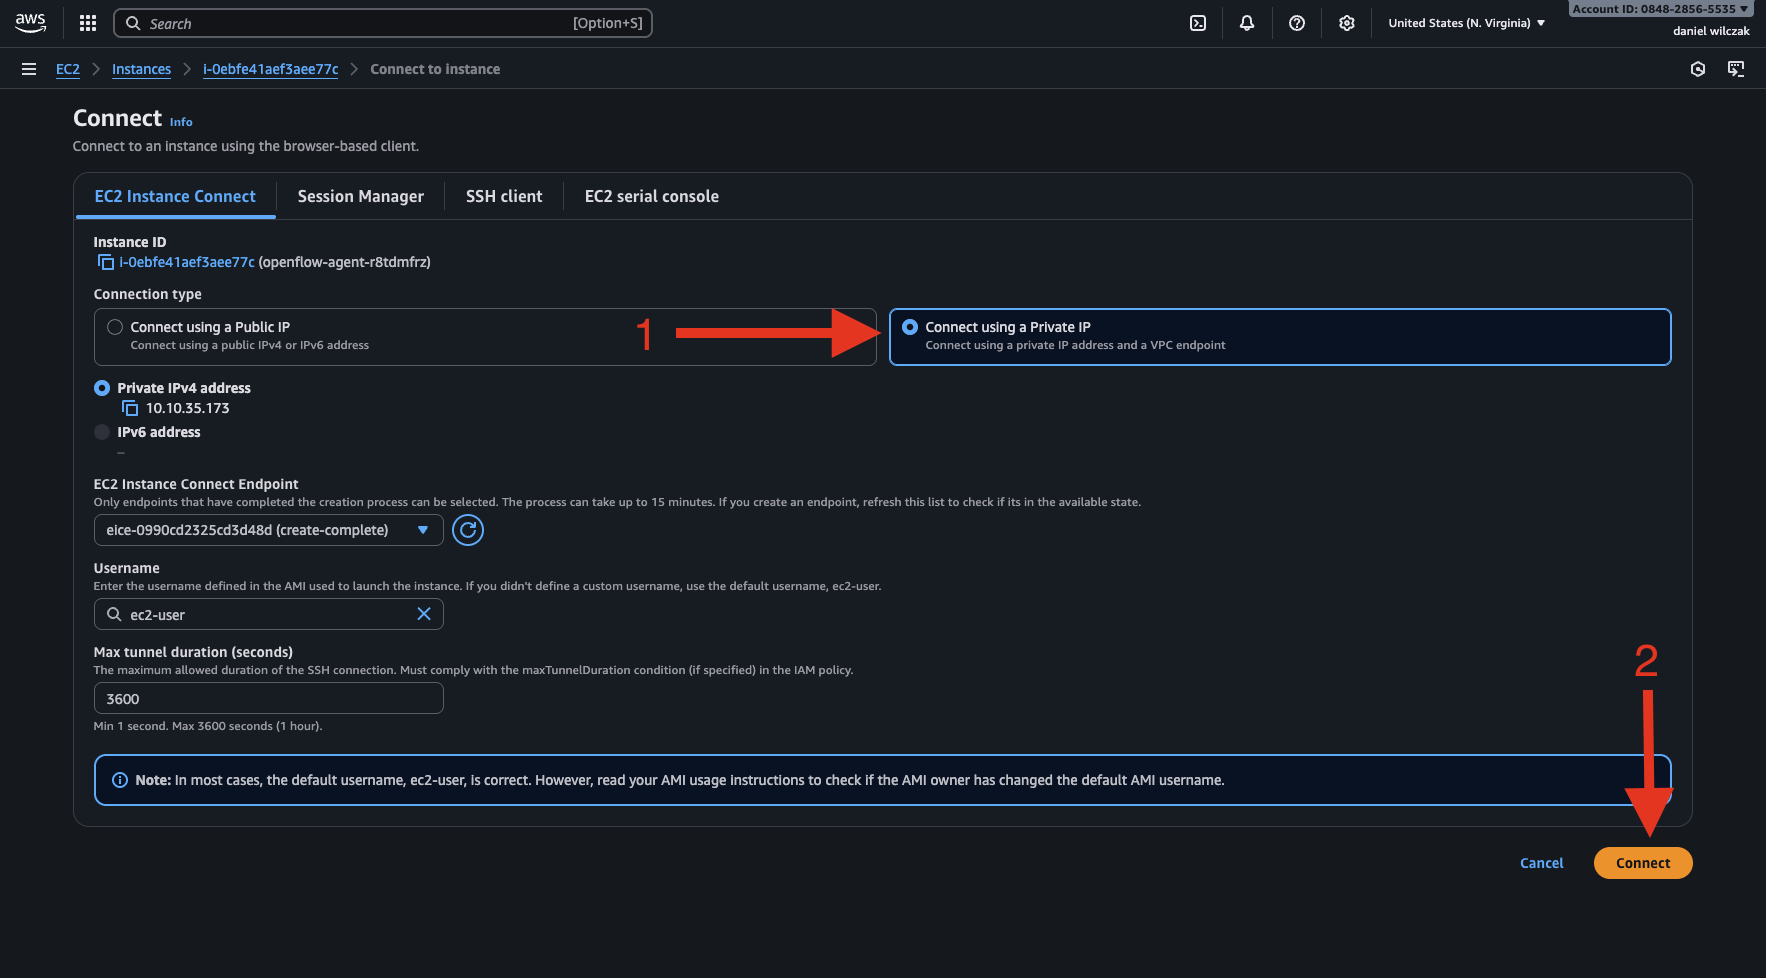 aws
Search [Option+S]
United States (N. Virginia)
Account ID: 0848-2856-5535
daniel wilczak
EC2 > Instances > i-0ebfe41aef3aee77c > Connect to instance
Connect Info
Connect to an instance using the browser-based client.
EC2 Instance Connect
Session Manager
SSH client
EC2 serial console
Instance ID
i-0ebfe41aef3aee77c (openflow-agent-r8tdmfrz)
Connection type
Connect using a Public IP
Connect using a public IPv4 or IPv6 address
1
Connect using a Private IP
Connect using a private IP address and a VPC endpoint
Private IPv4 address
10.10.35.173
IPv6 address
–
EC2 Instance Connect Endpoint
Only endpoints that have completed the creation process can be selected. The process can take up to 15 minutes. If you create an endpoint, refresh this list to check if its in the available state.
eice-0990cd2325cd3d48d (create-complete)
Username
Enter the username defined in the AMI used to launch the instance. If you didn't define a custom username, use the default username, ec2-user.
ec2-user
Max tunnel duration (seconds)
The maximum allowed duration of the SSH connection. Must comply with the maxTunnelDuration condition (if specified) in the IAM policy.
3600
Min 1 second. Max 3600 seconds (1 hour).
2
Note: In most cases, the default username, ec2-user, is correct. However, read your AMI usage instructions to check if the AMI owner has changed the default AMI username.
Cancel
Connect